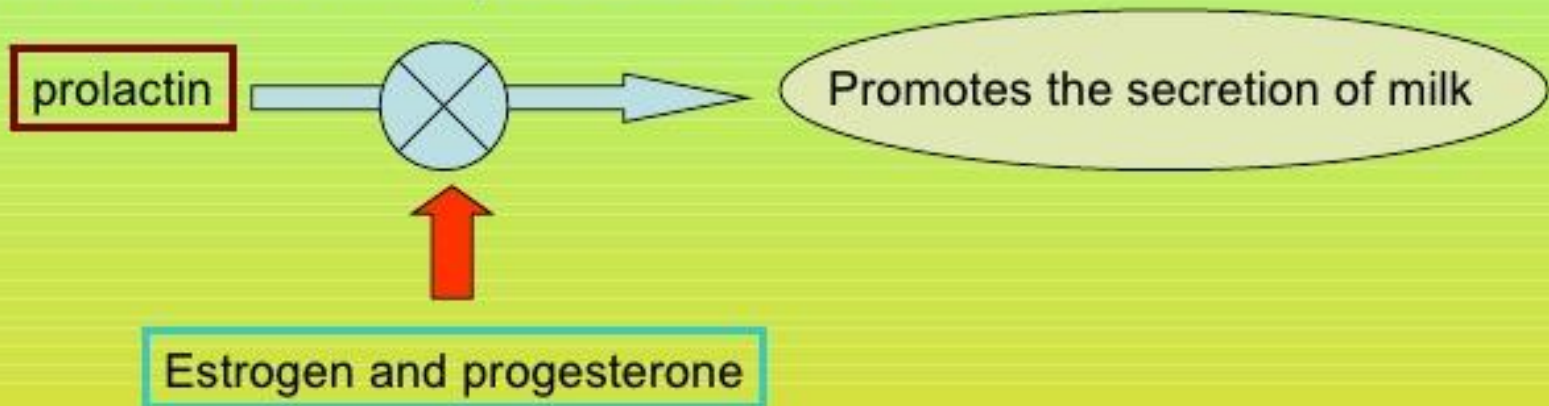 prolactin
Promotes the secretion of milk
Estrogen and progesterone